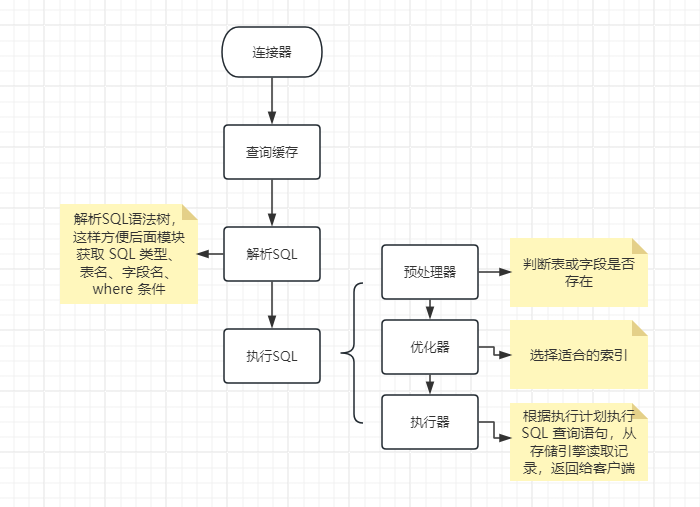 连接器
查询缓存
解析SQL语法树，
这样方便后面模块
获取 SQL 类型、
表名、字段名、
where 条件
解析SQL
执行SQL
预处理器
判断表或字段是否
存在
优化器
选择适合的索引
执行器
根据执行计划执行
SQL 查询语句，从
存储引擎读取记
录，返回给客户端